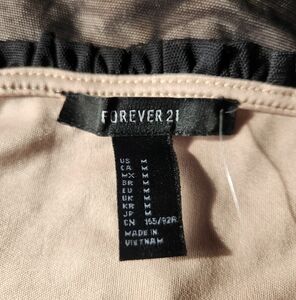 FOREVER 21
US M
CA M
MX M
BR M
EU M
UK M
KR M
JP M
CN 165/92A
MADE IN
VIETNAM